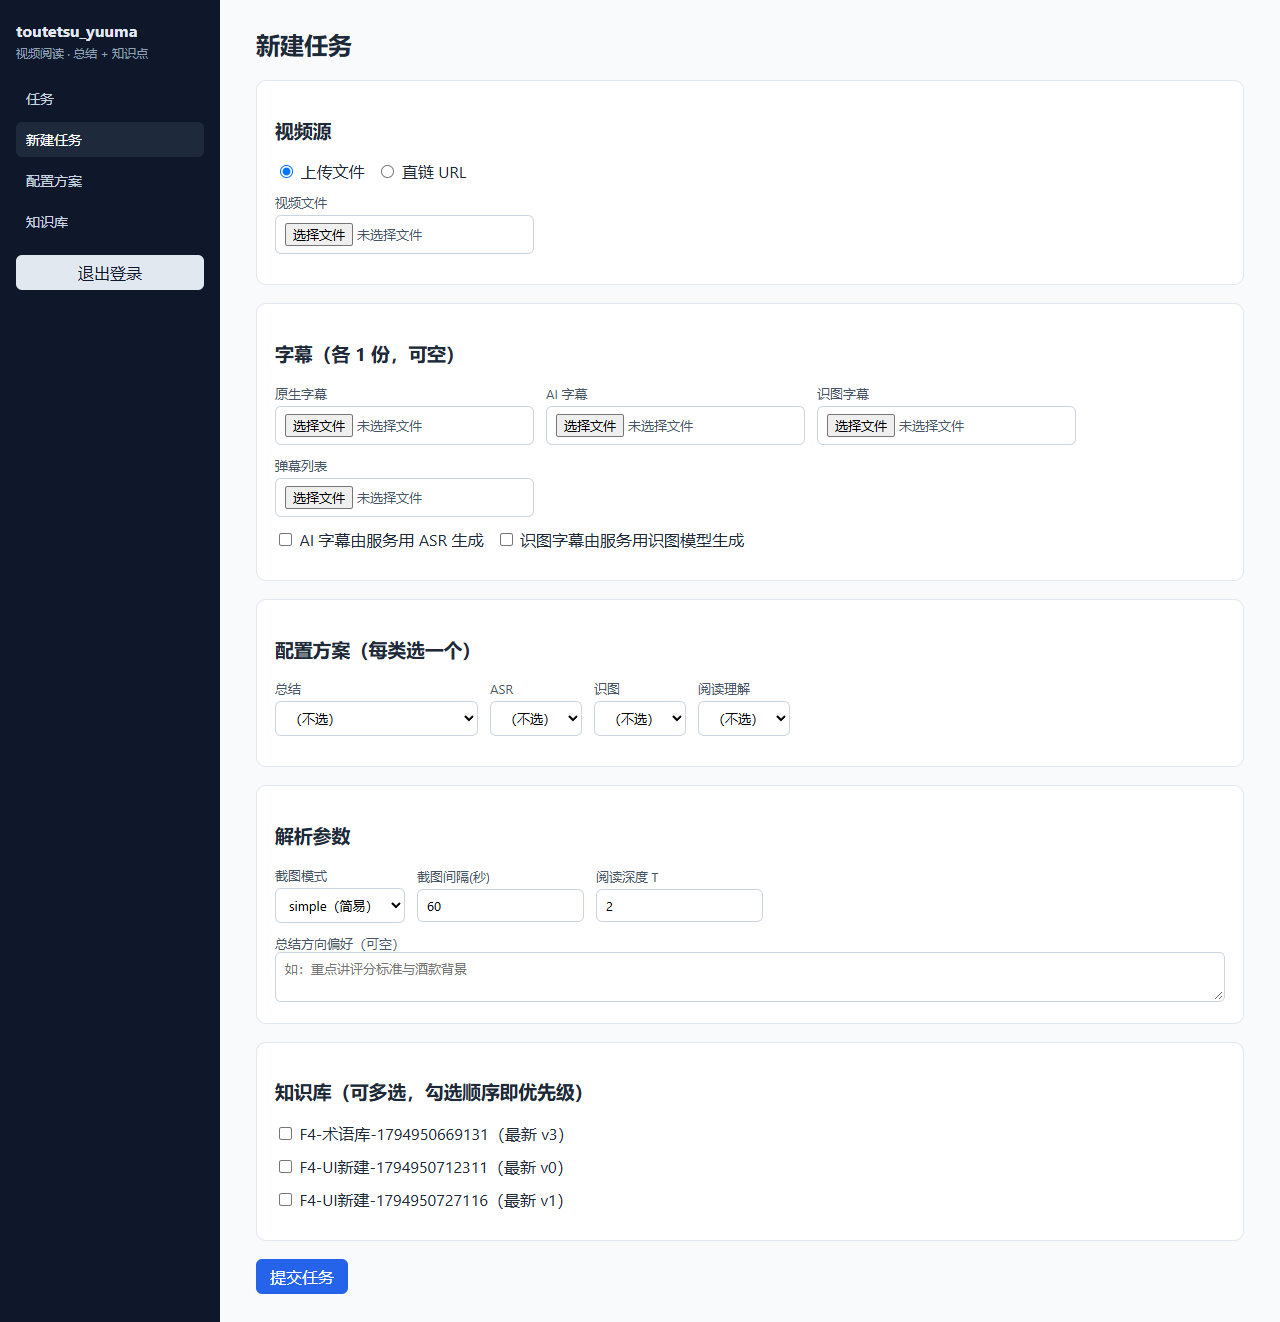 toutetsu_yuuma
视频阅读 · 总结 + 知识点
任务
新建任务
配置方案
知识库
退出登录
新建任务
视频源
上传文件 直链 URL
视频文件
选择文件 未选择文件
字幕（各 1 份，可空）
原生字幕 AI 字幕 识图字幕
选择文件 未选择文件 选择文件 未选择文件 选择文件 未选择文件
弹幕列表
选择文件 未选择文件
AI 字幕由服务用 ASR 生成 识图字幕由服务用识图模型生成
配置方案（每类选一个）
总结 ASR 识图 阅读理解
（不选） （不选） （不选） （不选）
解析参数
截图模式 截图间隔(秒) 阅读深度 T
simple（简易） 60 2
总结方向偏好（可空）
如：重点讲评分标准与酒款背景
知识库（可多选，勾选顺序即优先级）
F4-术语库-1794950669131（最新 v3）
F4-UI新建-1794950712311（最新 v0）
F4-UI新建-1794950727116（最新 v1）
提交任务